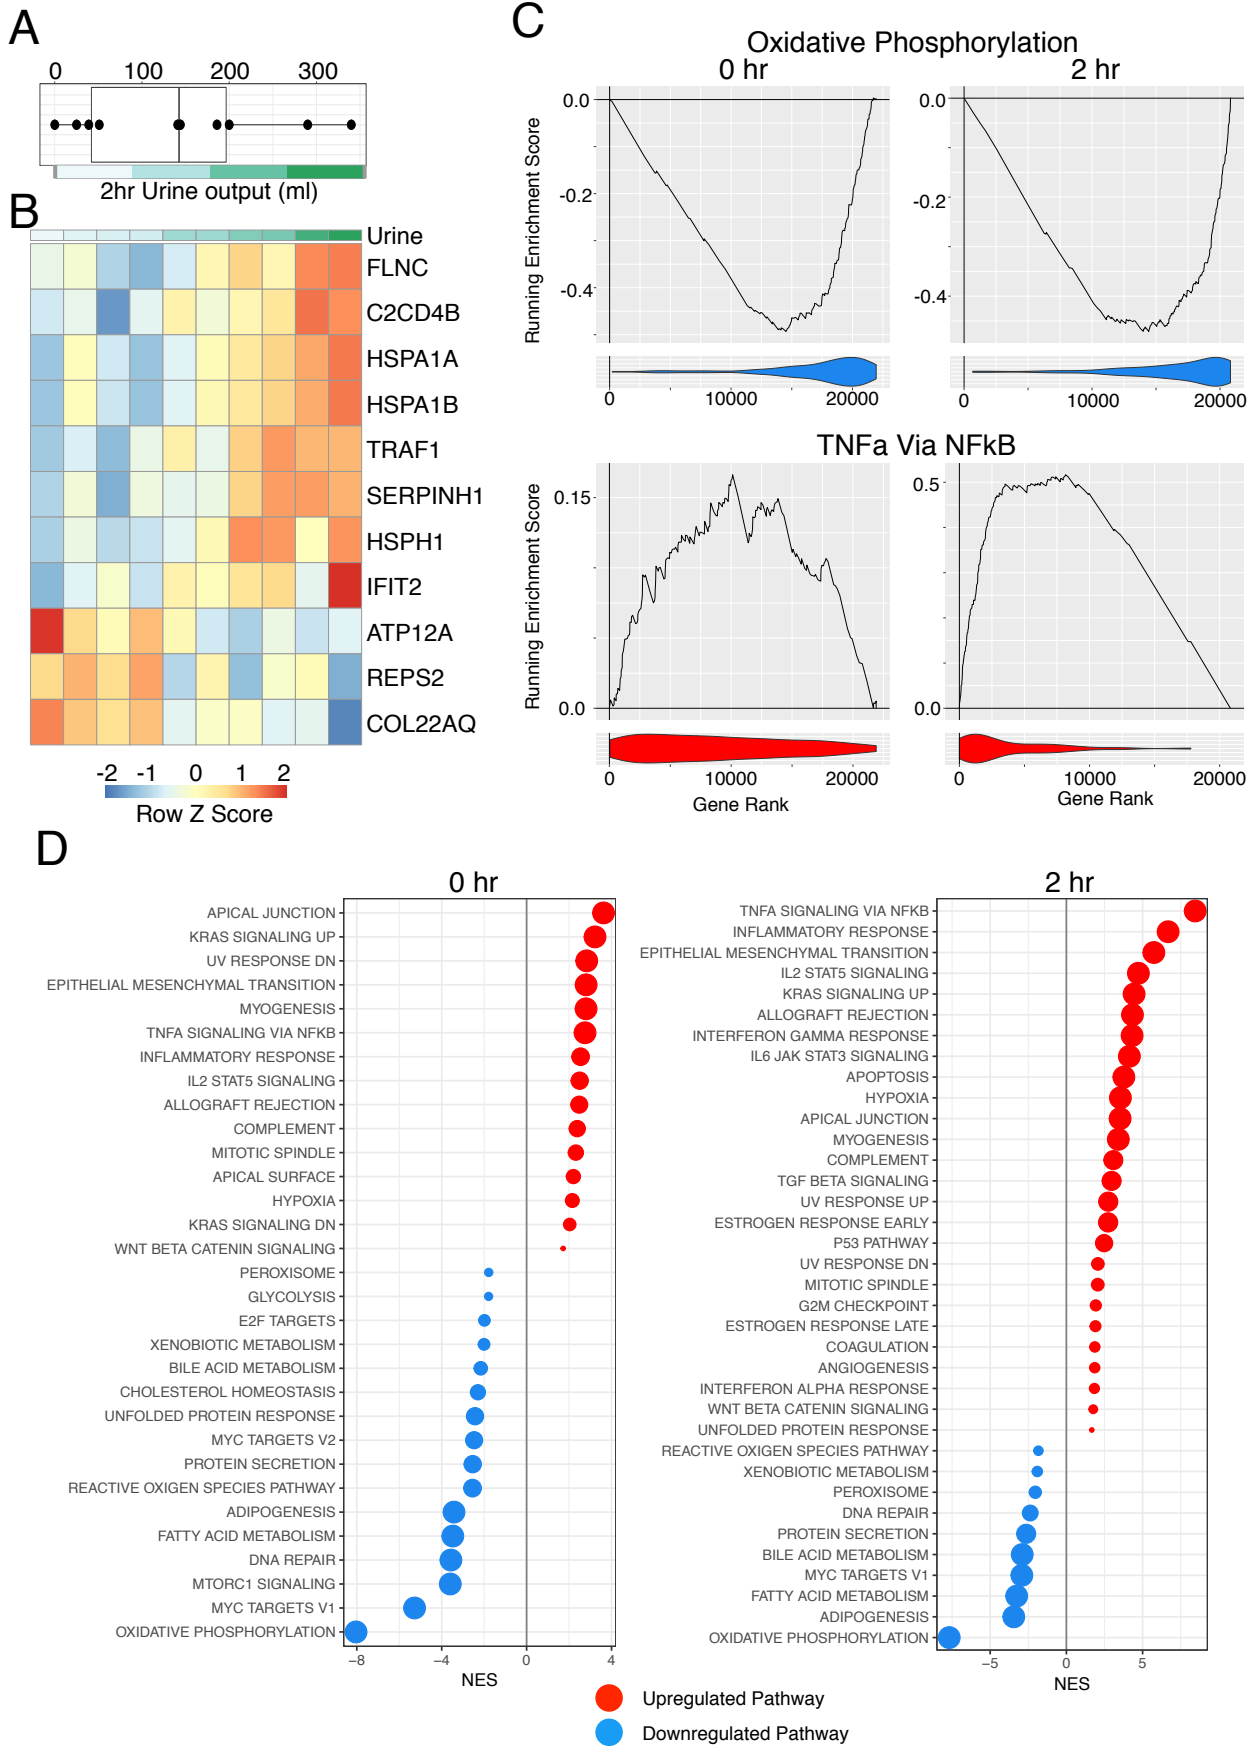 A
0 100 200 300
2hr Urine output (ml)
B
Urine
FLNC
C2CD4B
HSPA1A
HSPA1B
TRAF1
SERPINH1
HSPH1
IFIT2
ATP12A
REPS2
COL22AQ
-2 -1 0 1 2
Row Z Score
C
Oxidative Phosphorylation
0 hr 2 hr
Running Enrichment Score
0.0
-0.2
-0.4
0 10000 20000
0.0
-0.2
-0.4
0 10000 20000
TNFa Via NFkB
Running Enrichment Score
0.15
0.0
0 10000 20000
Gene Rank
0.5
0.0
0 10000 20000
Gene Rank
D
0 hr
APICAL JUNCTION
KRAS SIGNALING UP
UV RESPONSE DN
EPITHELIAL MESENCHYMAL TRANSITION
MYOGENESIS
TNFA SIGNALING VIA NFKB
INFLAMMATORY RESPONSE
IL2 STAT5 SIGNALING
ALLOGRAFT REJECTION
COMPLEMENT
MITOTIC SPINDLE
APICAL SURFACE
HYPOXIA
KRAS SIGNALING DN
WNT BETA CATENIN SIGNALING
PEROXISOME
GLYCOLYSIS
E2F TARGETS
XENOBIOTIC METABOLISM
BILE ACID METABOLISM
CHOLESTEROL HOMEOSTASIS
UNFOLDED PROTEIN RESPONSE
MYC TARGETS V2
PROTEIN SECRETION
REACTIVE OXIGEN SPECIES PATHWAY
ADIPOGENESIS
FATTY ACID METABOLISM
DNA REPAIR
MTORC1 SIGNALING
MYC TARGETS V1
OXIDATIVE PHOSPHORYLATION
−8 −4 0 4
NES
2 hr
TNFA SIGNALING VIA NFKB
INFLAMMATORY RESPONSE
EPITHELIAL MESENCHYMAL TRANSITION
IL2 STAT5 SIGNALING
KRAS SIGNALING UP
ALLOGRAFT REJECTION
INTERFERON GAMMA RESPONSE
IL6 JAK STAT3 SIGNALING
APOPTOSIS
HYPOXIA
APICAL JUNCTION
MYOGENESIS
COMPLEMENT
TGF BETA SIGNALING
UV RESPONSE UP
ESTROGEN RESPONSE EARLY
P53 PATHWAY
UV RESPONSE DN
MITOTIC SPINDLE
G2M CHECKPOINT
ESTROGEN RESPONSE LATE
COAGULATION
ANGIOGENESIS
INTERFERON ALPHA RESPONSE
WNT BETA CATENIN SIGNALING
UNFOLDED PROTEIN RESPONSE
REACTIVE OXIGEN SPECIES PATHWAY
XENOBIOTIC METABOLISM
PEROXISOME
DNA REPAIR
PROTEIN SECRETION
BILE ACID METABOLISM
MYC TARGETS V1
FATTY ACID METABOLISM
ADIPOGENESIS
OXIDATIVE PHOSPHORYLATION
−5 0 5
NES
Upregulated Pathway
Downregulated Pathway